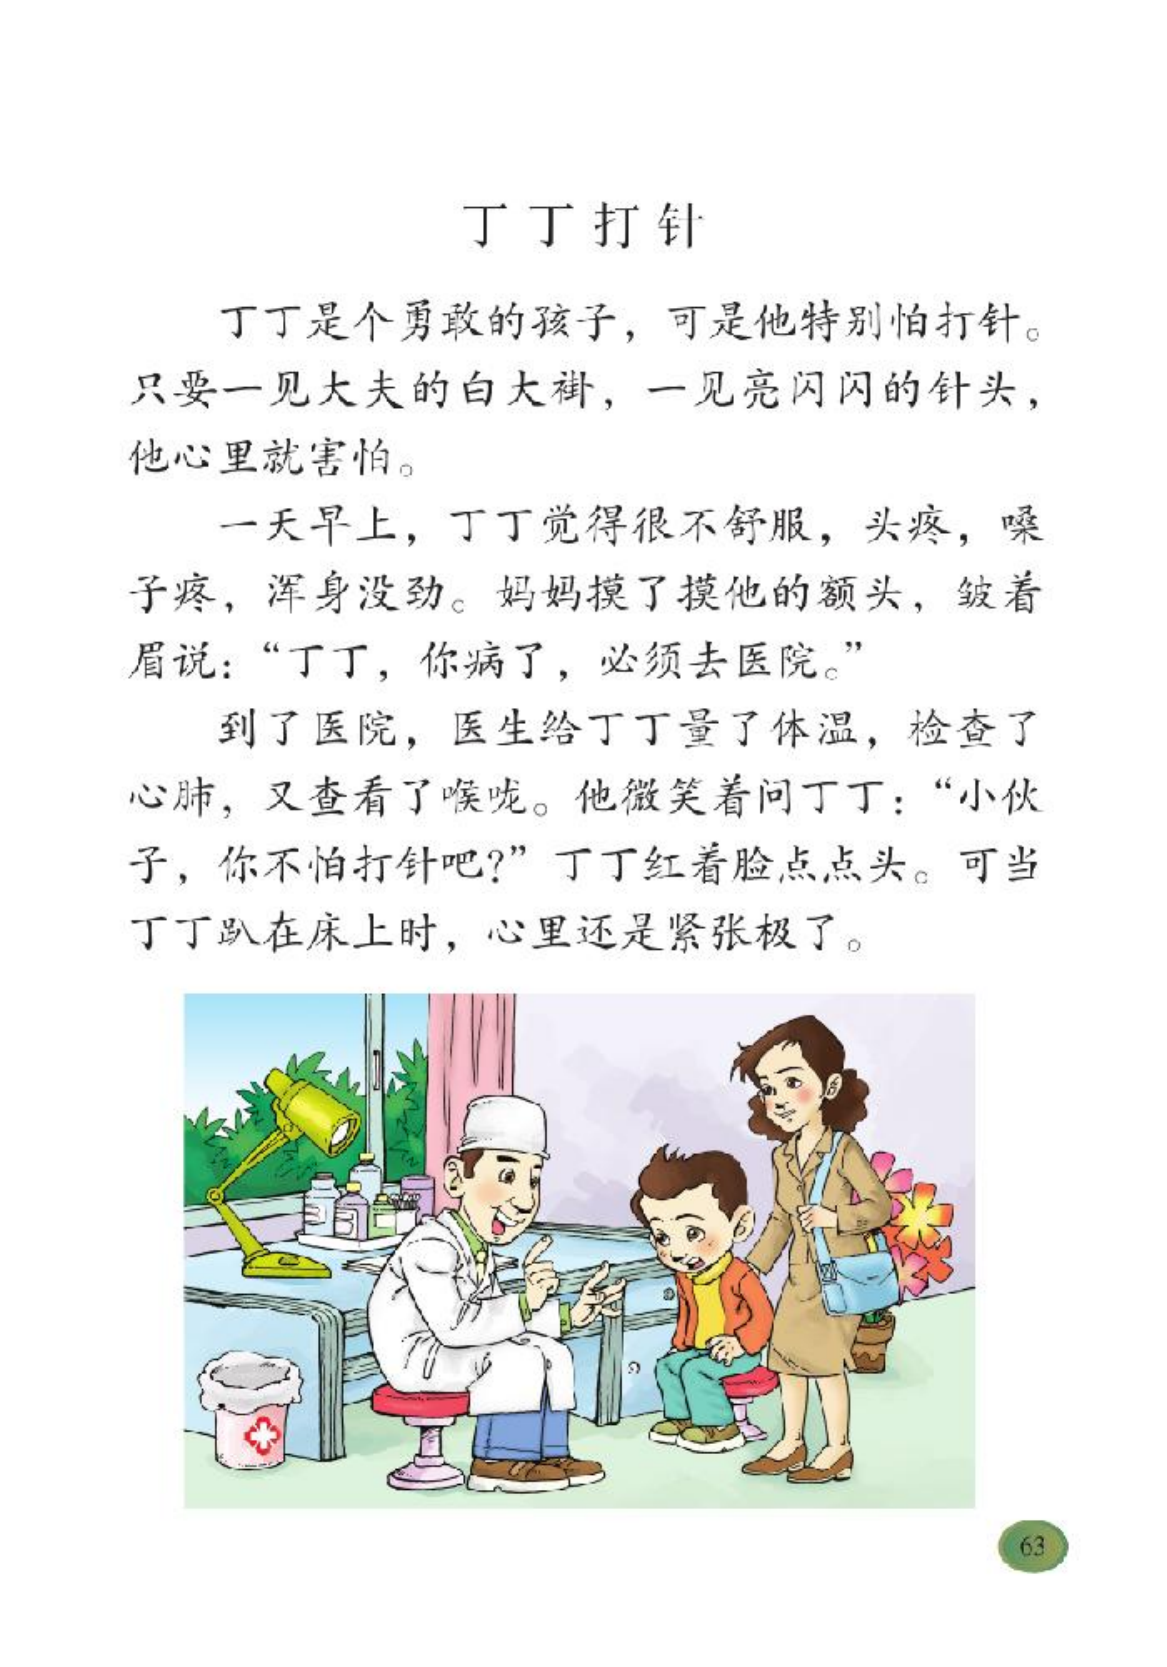 丁丁打针
丁丁是个勇敢的孩子，可是他特别怕打针。
只要一见大夫的白大褂，一见亮闪闪的针头，
他心里就害怕。
一天早上，丁丁觉得很不舒服，头疼，嗓
子疼，浑身没劲。妈妈摸了摸他的额头，皱着
眉说：“丁丁，你病了，必须去医院。”
到了医院，医生给丁丁量了体温，检查了
心肺，又查看了喉咙。他微笑着问丁丁：“小伙
子，你不怕打针吧？”丁丁红着脸点点头。可当
丁丁趴在床上时，心里还是紧张极了。
63